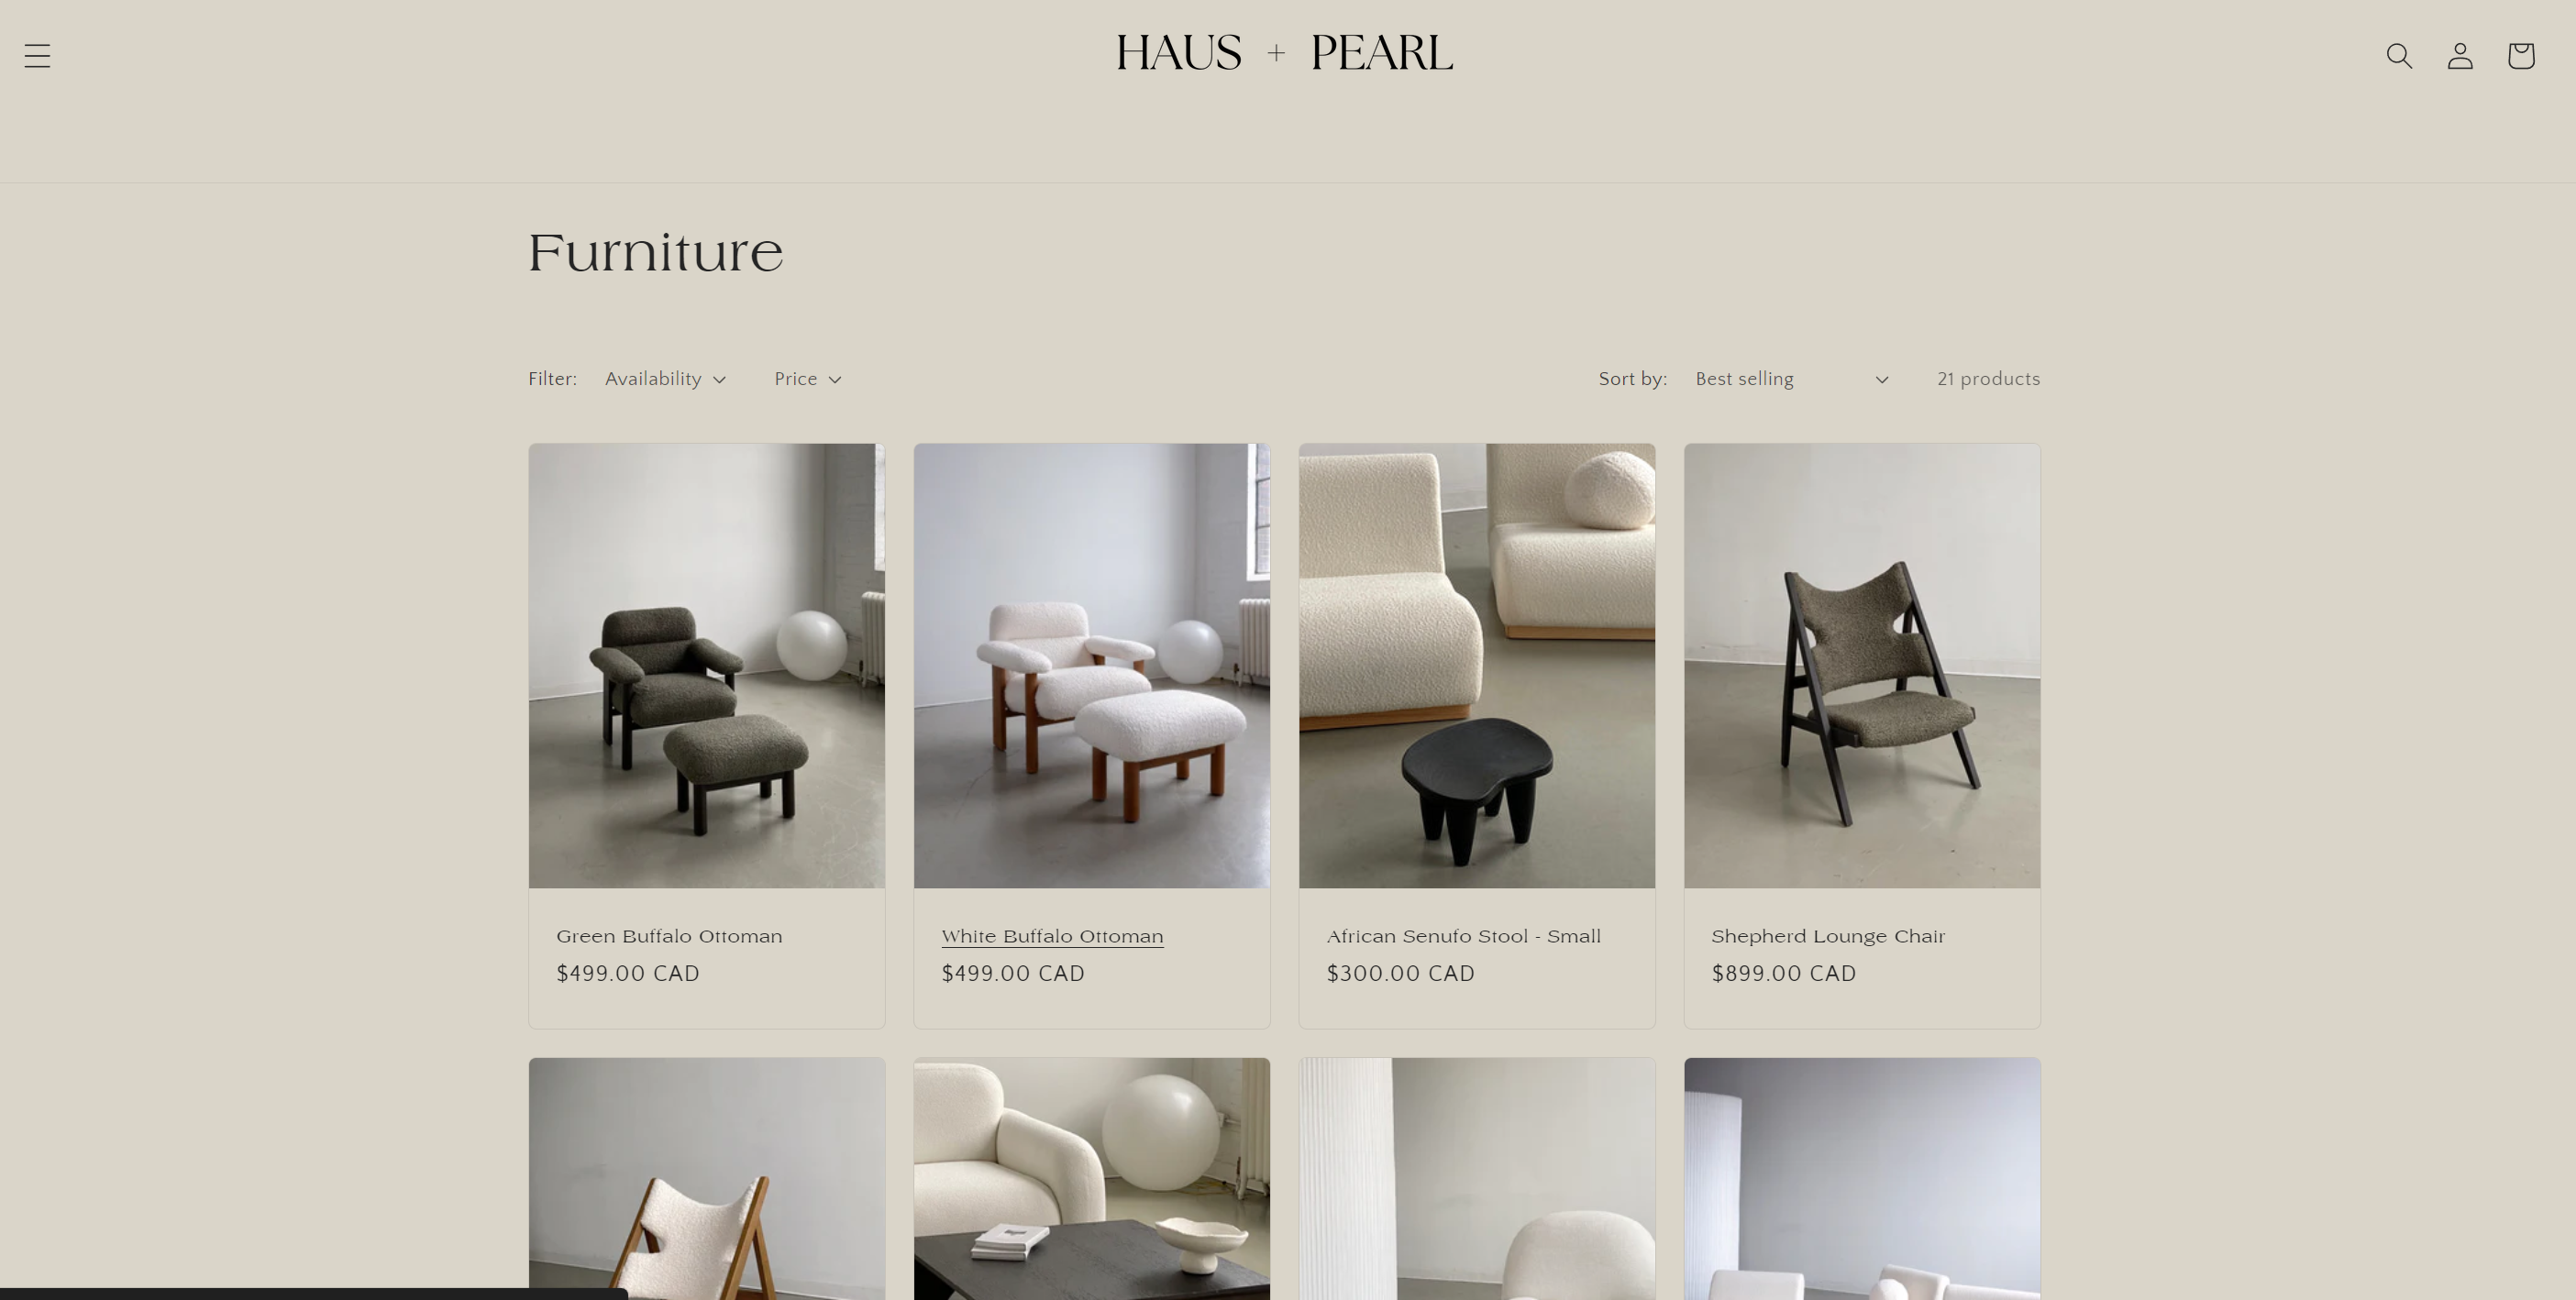 HAUS + PEARL
Furniture
Filter: Availability Price Sort by: Best selling 21 products
Green Buffalo Ottoman
$499.00 CAD
White Buffalo Ottoman
$499.00 CAD
African Senufo Stool - Small
$300.00 CAD
Shepherd Lounge Chair
$899.00 CAD